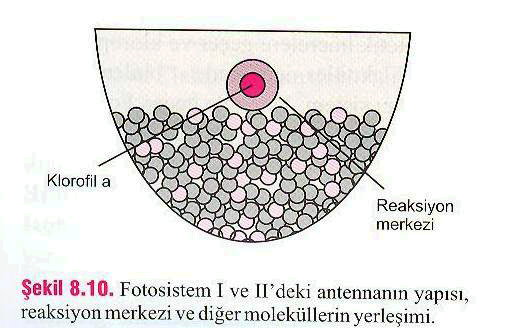 Klorofil a
Reaksiyon
merkezi
Şekil 8.10. Fotosistem I ve II'deki antennanın yapısı,
reaksiyon merkezi ve diğer moleküllerin yerleşimi.